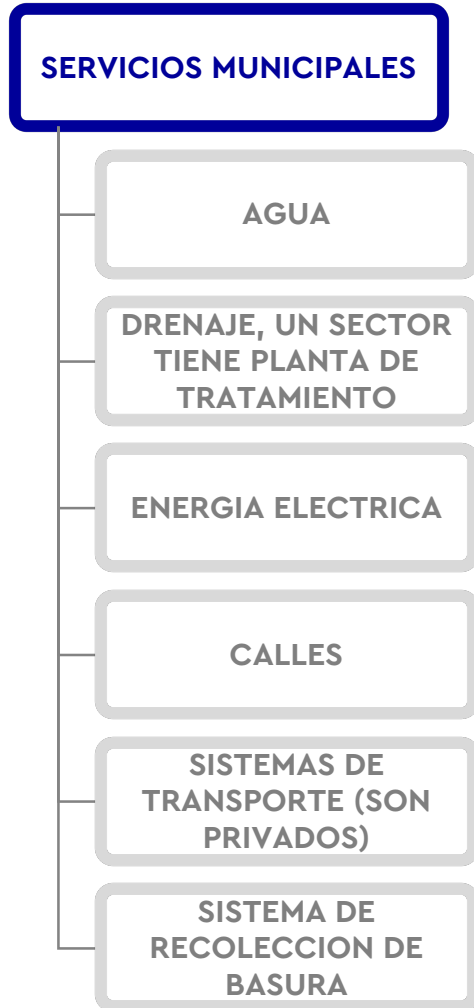 SERVICIOS MUNICIPALES
AGUA
DRENAJE, UN SECTOR
TIENE PLANTA DE
TRATAMIENTO
ENERGIA ELECTRICA
CALLES
SISTEMAS DE
TRANSPORTE (SON
PRIVADOS)
SISTEMA DE
RECOLECCION DE
BASURA